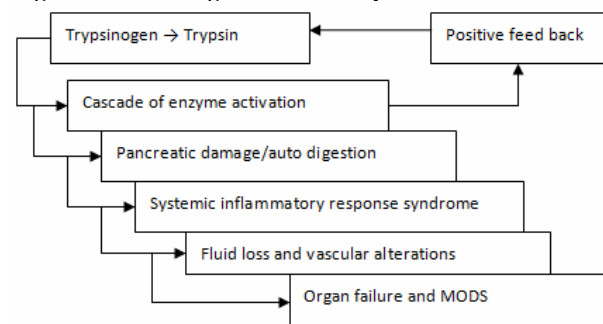 Trypsinogen → Trypsin
Positive feed back
Cascade of enzyme activation
Pancreatic damage/auto digestion
Systemic inflammatory response syndrome
Fluid loss and vascular alterations
Organ failure and MODS